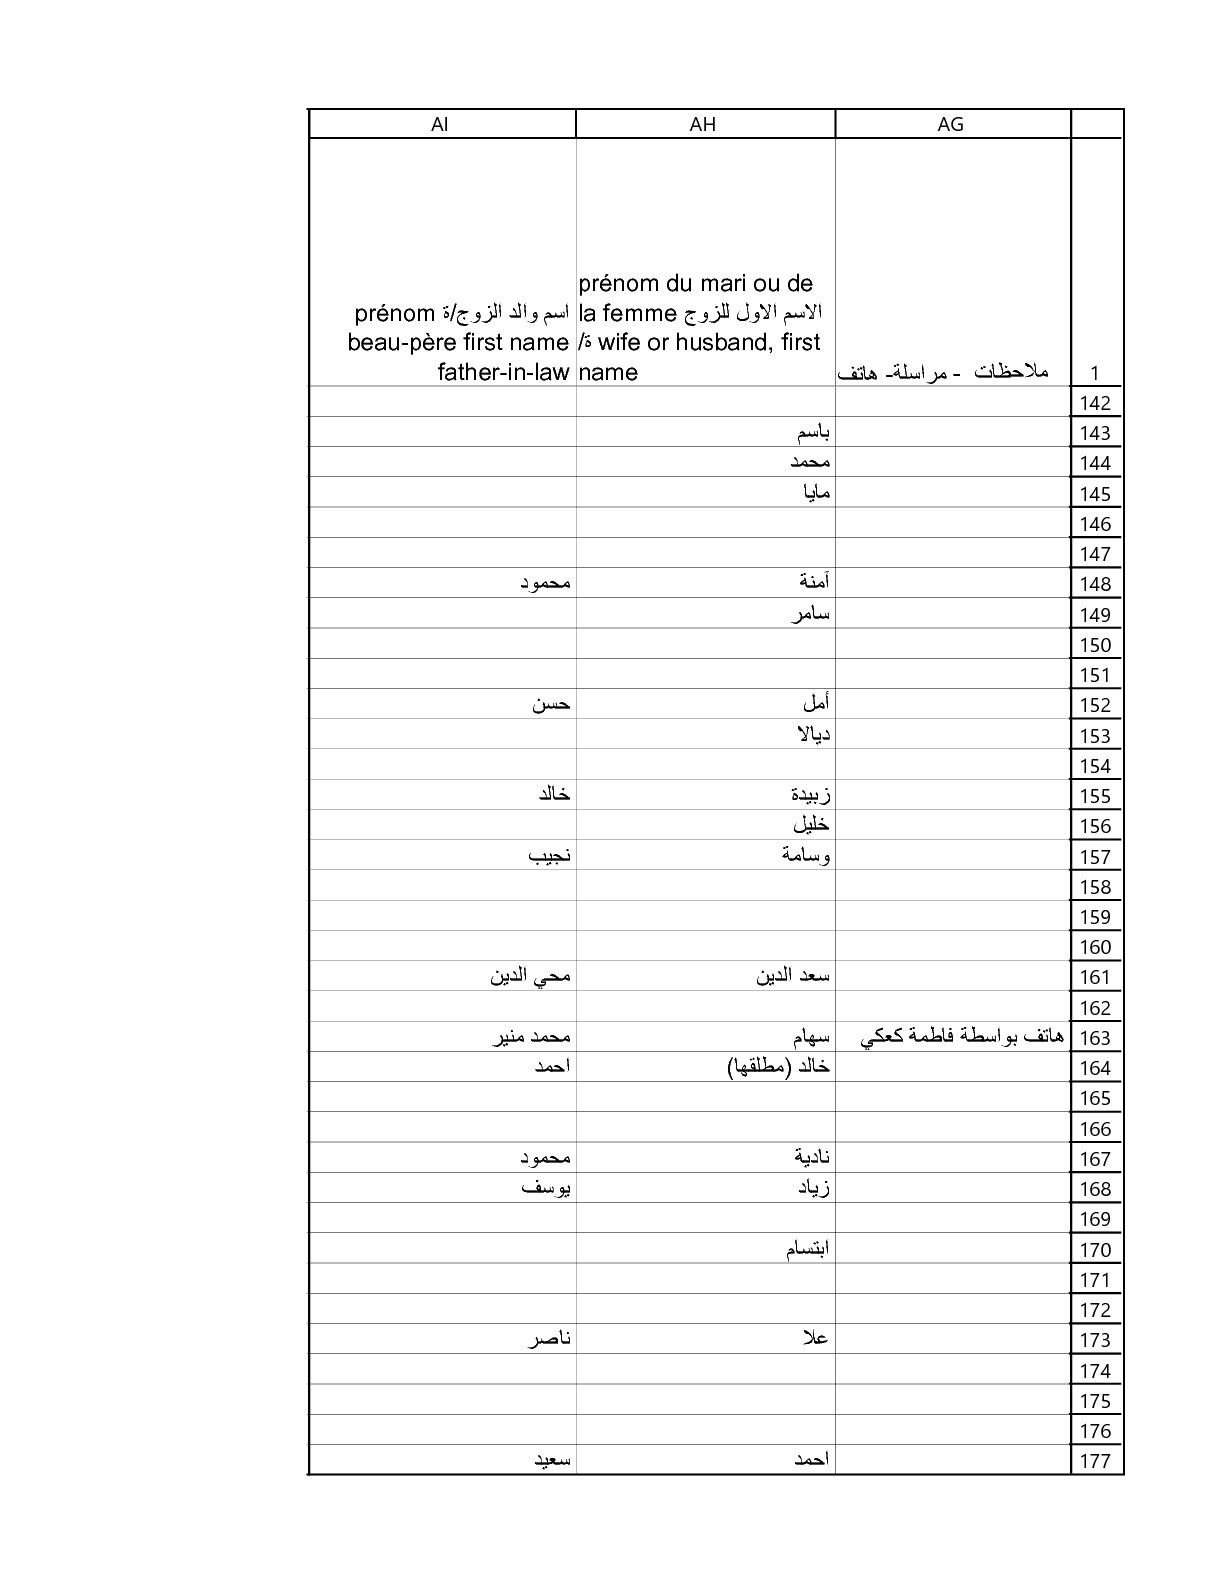 AG AH AI
1
ملاحظات - مراسلة- هاتف
prénom du mari ou de
la femme الاسم الاول للزوج
/ة wife or husband, first
name
اسم والد الزوج/ة prénom
beau-père first name
father-in-law
142
143 باسم
144 محمد
145 مايا
146
147
148 آمنة محمود
149 سامر
150
151
152 أمل حسن
153 ديالا
154
155 زبيدة خالد
156 خليل
157 وسامة نجيب
158
159
160
161 سعد الدين محي الدين
162
163 هاتف بواسطة فاطمة كعكي سهام محمد منير
164 خالد (مطلقها) احمد
165
166
167 نادية محمود
168 زياد يوسف
169
170 ابتسام
171
172
173 علا ناصر
174
175
176
177 احمد سعيد